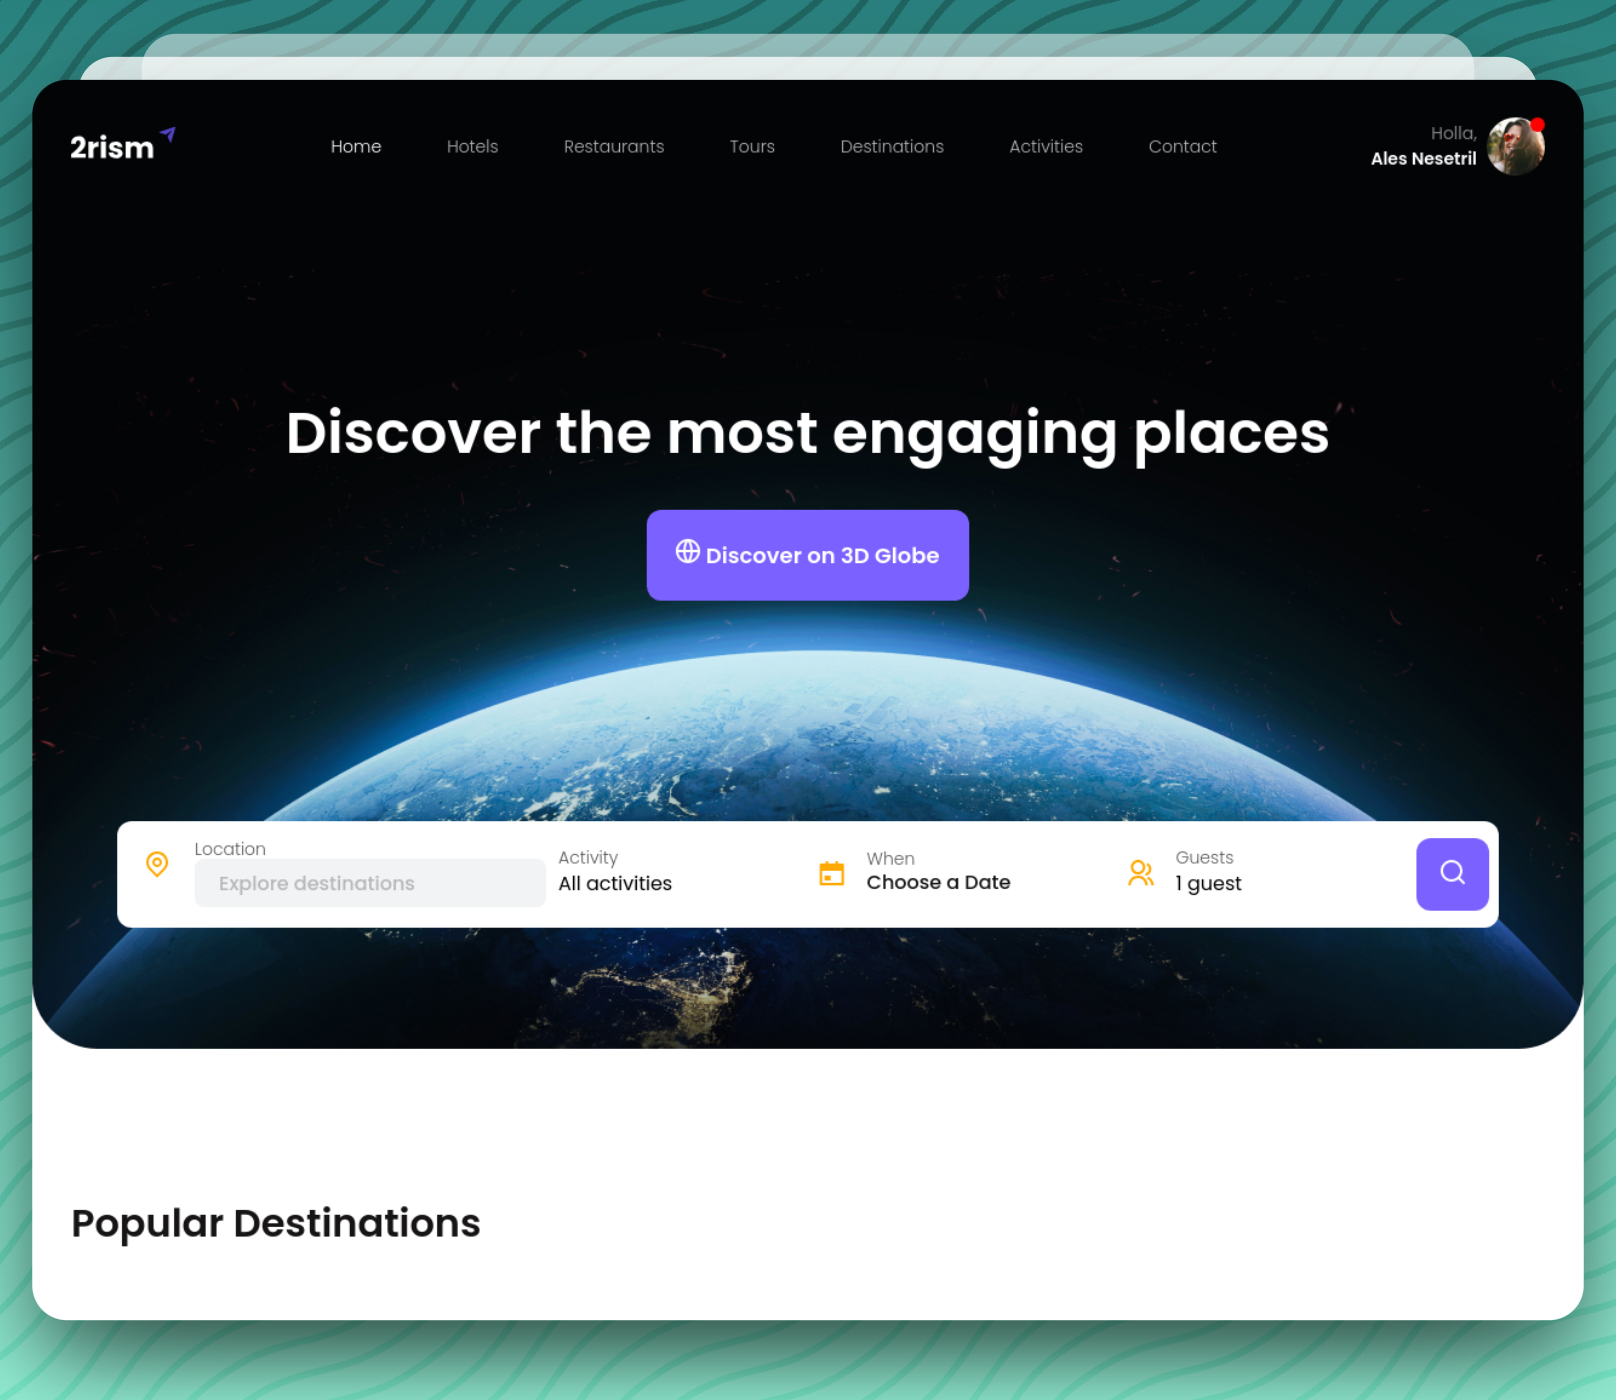 2rism
Home
Hotels
Restaurants
Tours
Destinations
Activities
Contact
Holla,
Ales Nesetril
Discover the most engaging places
Discover on 3D Globe
Location
Explore destinations
Activity
All activities
When
Choose a Date
Guests
1 guest
Popular Destinations